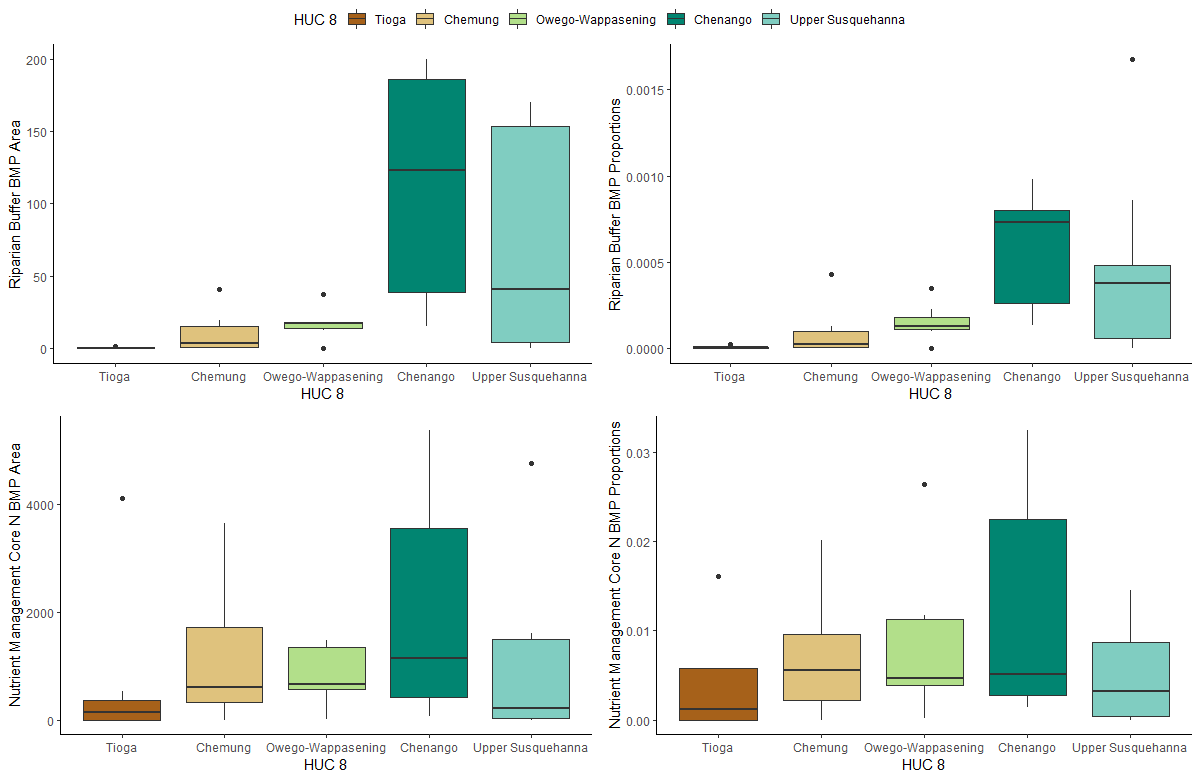 HUC 8 Tioga Chemung Owego-Wappasening Chenango Upper Susquehanna
Riparian Buffer BMP Area
200
150
100
50
0
Tioga Chemung Owego-Wappasening Chenango Upper Susquehanna
HUC 8
Riparian Buffer BMP Proportions
0.0015
0.0010
0.0005
0.0000
Tioga Chemung Owego-Wappasening Chenango Upper Susquehanna
HUC 8
Nutrient Management Core N BMP Area
4000
2000
0
Tioga Chemung Owego-Wappasening Chenango Upper Susquehanna
HUC 8
Nutrient Management Core N BMP Proportions
0.03
0.02
0.01
0.00
Tioga Chemung Owego-Wappasening Chenango Upper Susquehanna
HUC 8